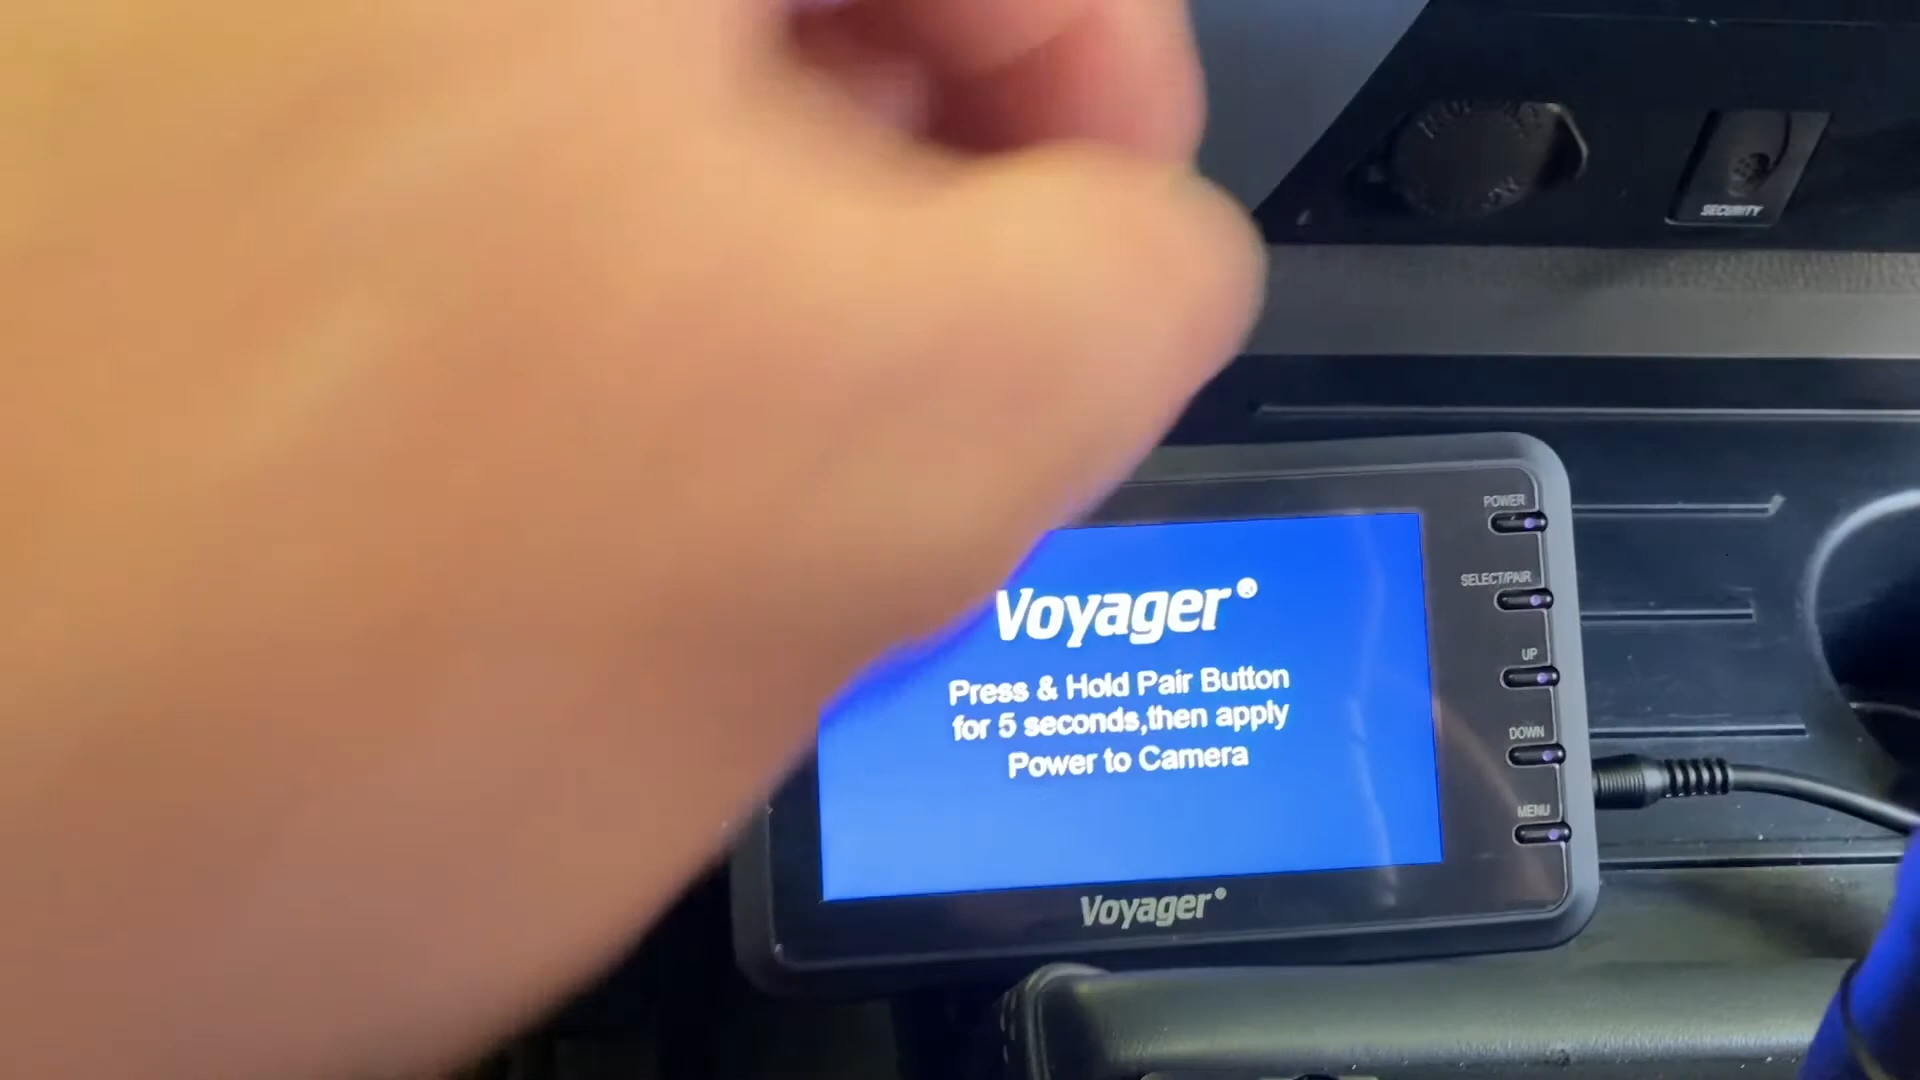 SECURITY
POWER
SELECT/PAIR
UP
DOWN
MENU
Voyager®
Press & Hold Pair Button
for 5 seconds,then apply
Power to Camera
Voyager®